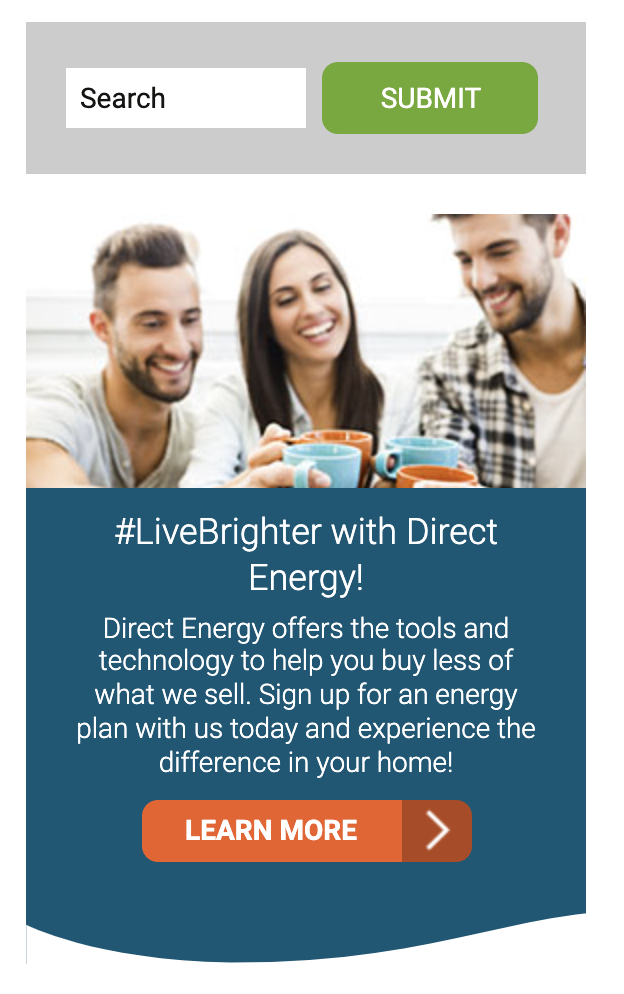 Search
SUBMIT
#LiveBrighter with Direct
Energy!
Direct Energy offers the tools and
technology to help you buy less of
what we sell. Sign up for an energy
plan with us today and experience the
difference in your home!
LEARN MORE